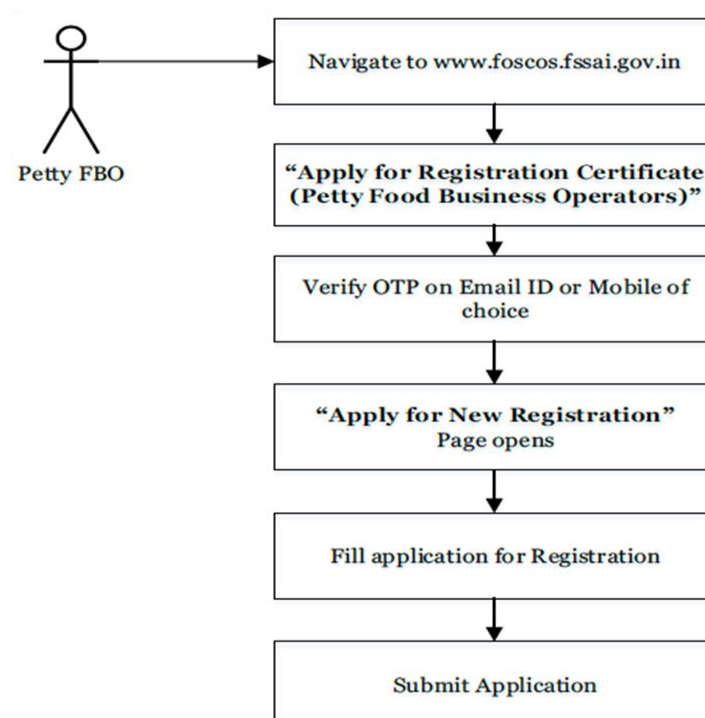 Navigate to www.foscos.fssai.gov.in
Petty FBO
“Apply for Registration Certificate
(Petty Food Business Operators)”
Verify OTP on Email ID or Mobile of
choice
“Apply for New Registration”
Page opens
Fill application for Registration
Submit Application